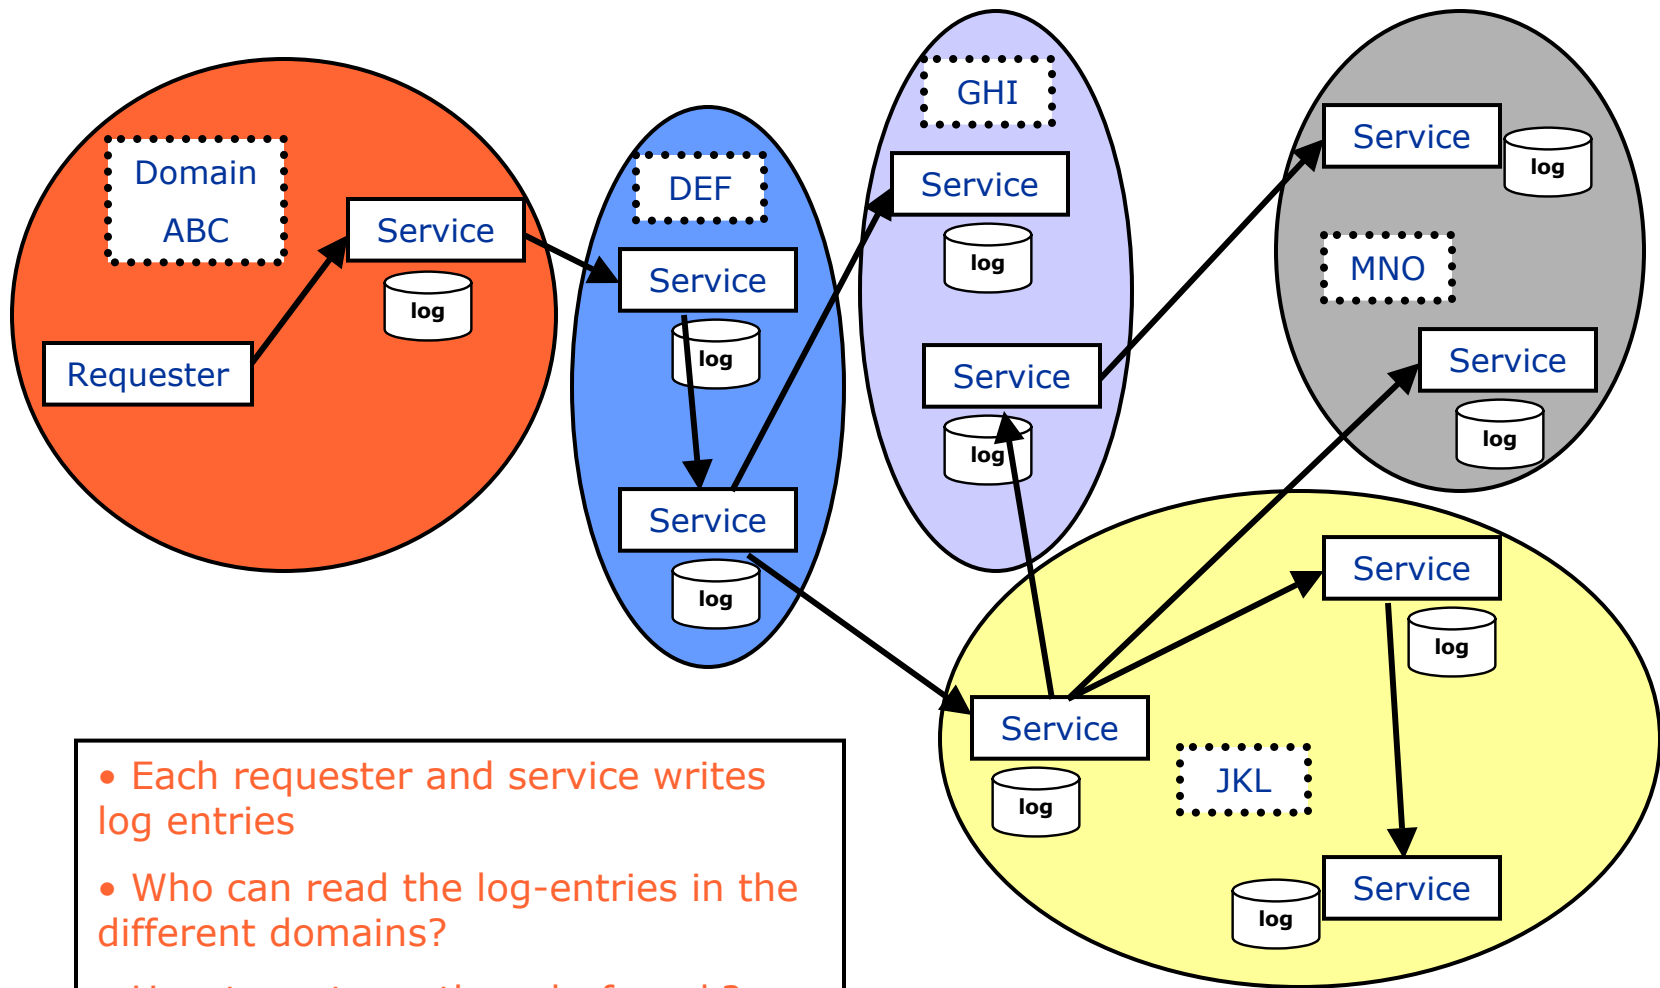 Domain
ABC
Service
log
Requester
DEF
Service
log
Service
log
GHI
Service
log
Service
log
Service
log
MNO
Service
log
Service
log
Service
log
JKL
Service
log
• Each requester and service writes
log entries
• Who can read the log-entries in the
different domains?